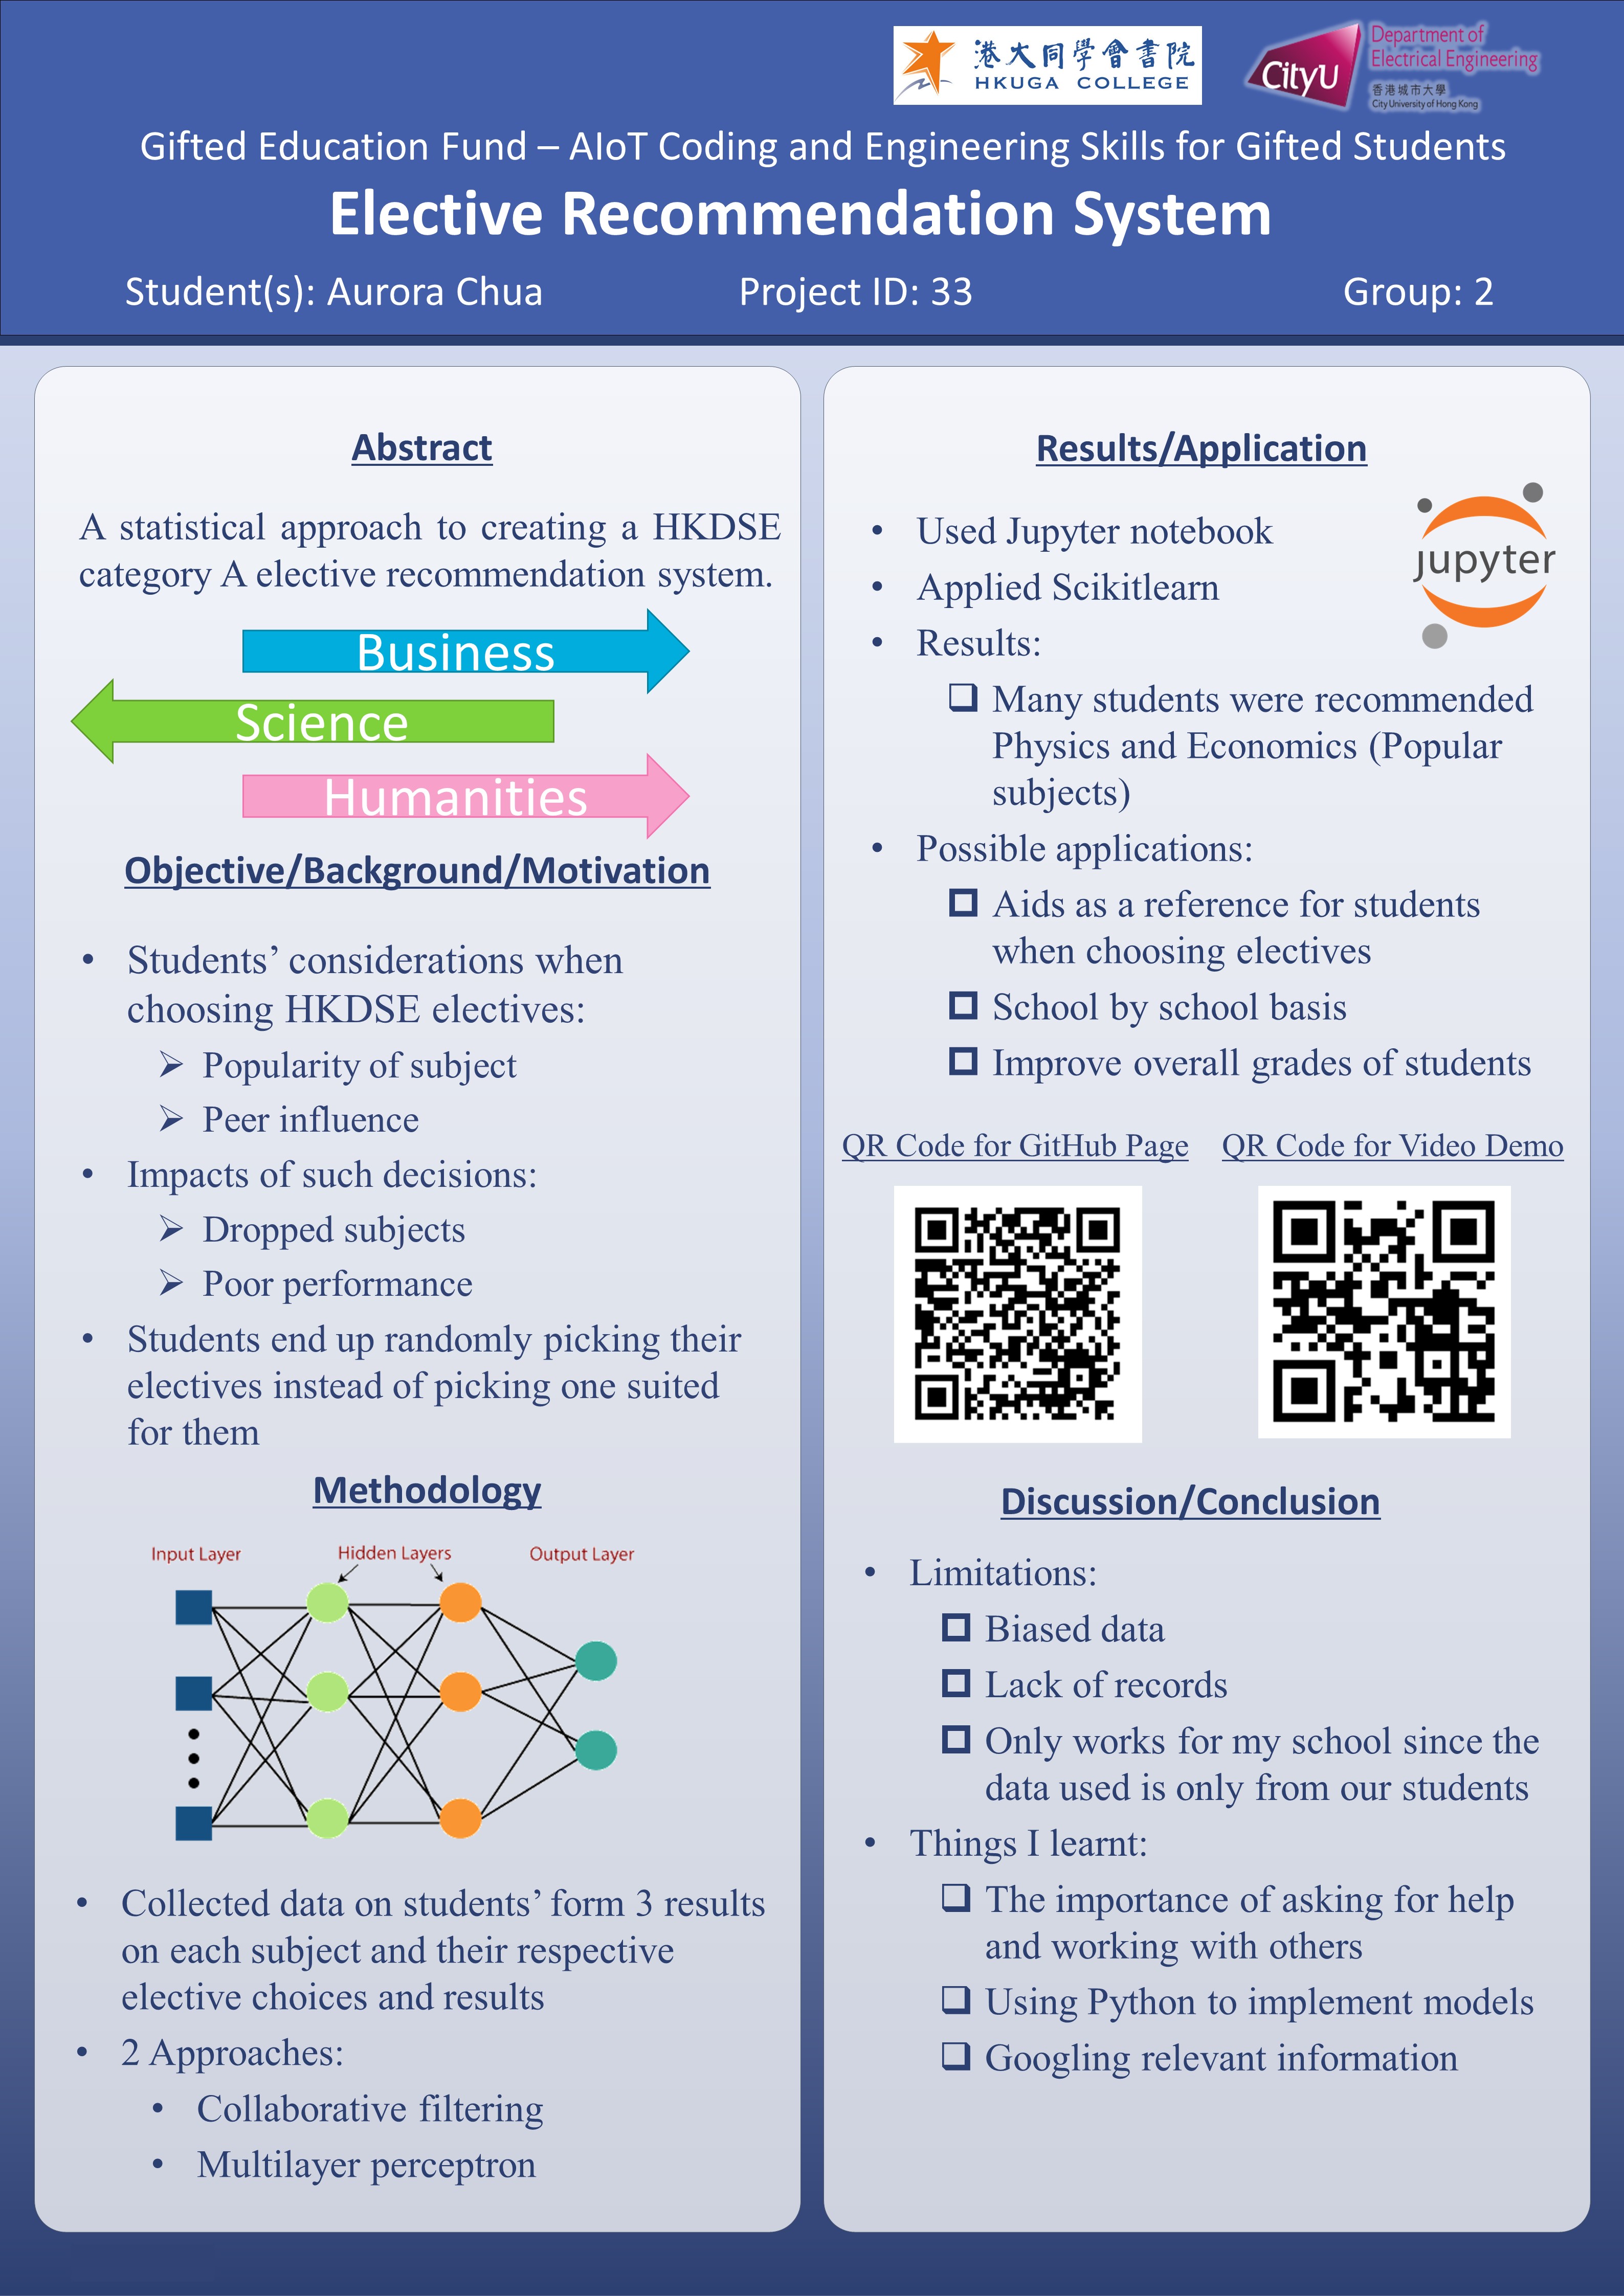 港大同學會書院
HKUGA COLLEGE
CityU
Department of
Electrical Engineering
香港城市大學
City University of Hong Kong
Gifted Education Fund – AIoT Coding and Engineering Skills for Gifted Students
Elective Recommendation System
Student(s): Aurora Chua
Project ID: 33
Group: 2
Abstract
A statistical approach to creating a HKDSE
category A elective recommendation system.
Business
Science
Humanities
Objective/Background/Motivation
• Students’ considerations when
choosing HKDSE electives:
➢ Popularity of subject
➢ Peer influence
• Impacts of such decisions:
➢ Dropped subjects
➢ Poor performance
• Students end up randomly picking their
electives instead of picking one suited
for them
Methodology
Input Layer
Hidden Layers
Output Layer
• Collected data on students’ form 3 results
on each subject and their respective
elective choices and results
• 2 Approaches:
• Collaborative filtering
• Multilayer perceptron
Results/Application
• Used Jupyter notebook
• Applied Scikitlearn
jupyter
• Results:
❑ Many students were recommended
Physics and Economics (Popular
subjects)
• Possible applications:
❑ Aids as a reference for students
when choosing electives
❑ School by school basis
❑ Improve overall grades of students
QR Code for GitHub Page
QR Code for Video Demo
Discussion/Conclusion
• Limitations:
❑ Biased data
❑ Lack of records
❑ Only works for my school since the
data used is only from our students
• Things I learnt:
❑ The importance of asking for help
and working with others
❑ Using Python to implement models
❑ Googling relevant information